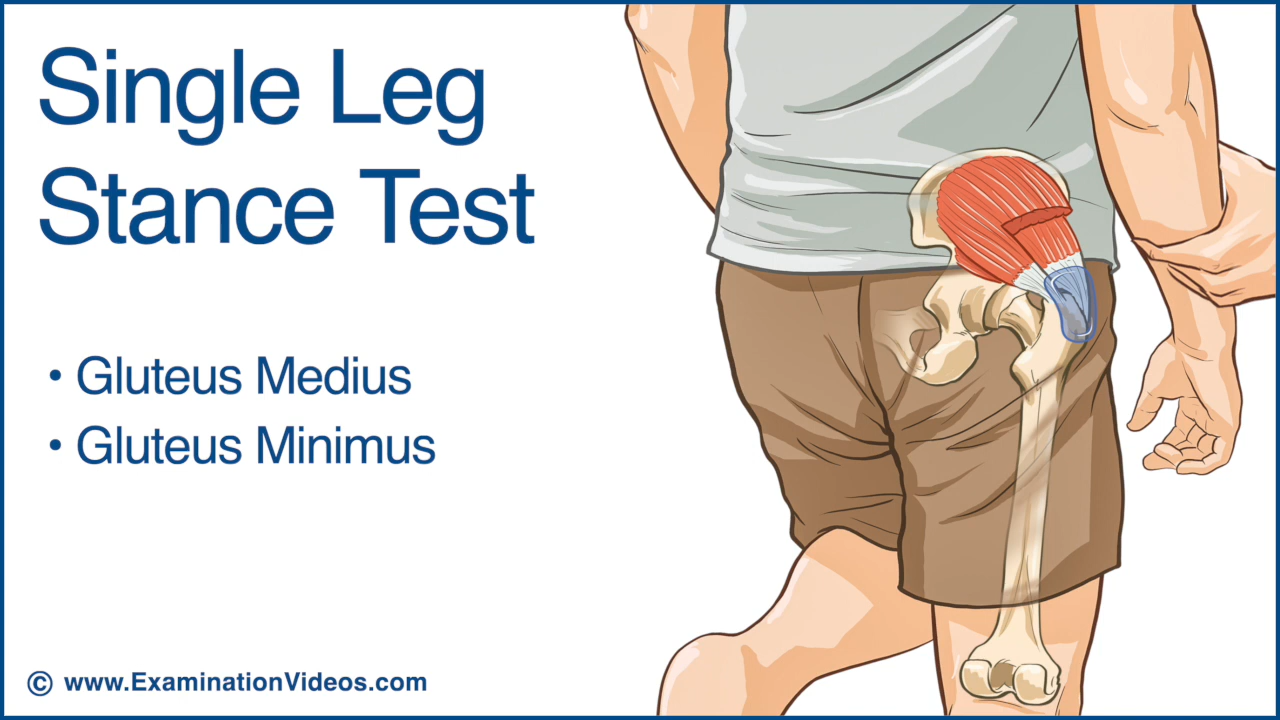 Single Leg
Stance Test
• Gluteus Medius
• Gluteus Minimus
© www.ExaminationVideos.com